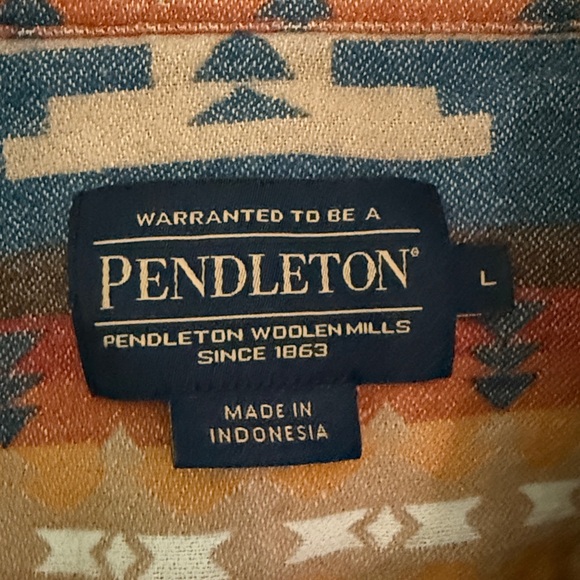 WARRANTED TO BE A
PENDLETON®
PENDLETON WOOLEN MILLS
SINCE 1863
L
MADE IN
INDONESIA